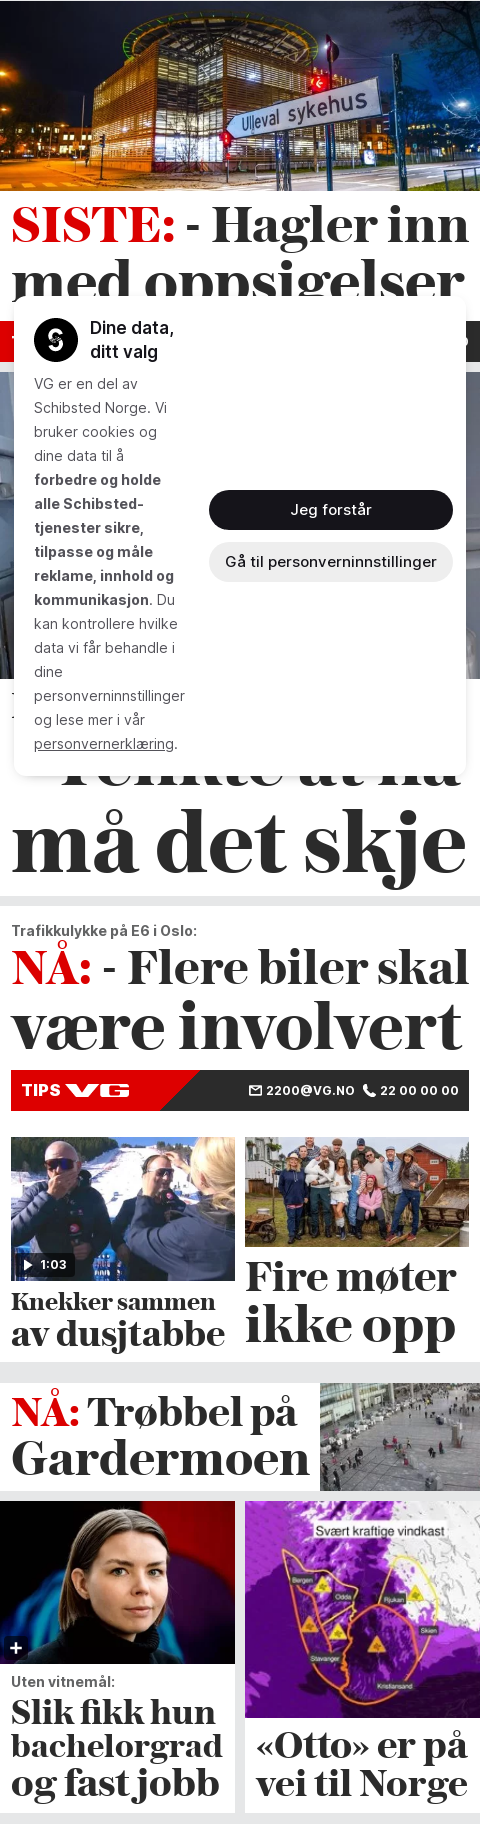 Ullevål sykehus
SISTE: - Hagler inn
med oppsigelser
Dine data,
ditt valg
VG er en del av
Schibsted Norge. Vi
bruker cookies og
dine data til å
forbedre og holde
alle Schibsted-
tjenester sikre,
tilpasse og måle
reklame, innhold og
kommunikasjon. Du
kan kontrollere hvilke
data vi får behandle i
dine
personverninnstillinger
og lese mer i vår
personvernerklæring.
Jeg forstår
Gå til personverninnstillinger
må det skje
Trafikkulykke på E6 i Oslo:
NÅ: - Flere biler skal
være involvert
TIPS VG 2200@VG.NO 22 00 00 00
1:03
Knekker sammen
av dusjtabbe
Fire møter
ikke opp
NÅ: Trøbbel på
Gardermoen
Uten vitnemål:
Slik fikk hun
bachelorgrad
og fast jobb
Svært kraftige vindkast
Bergen
Odda
Rjukan
Skien
Stavanger
Kristiansand
«Otto» er på
vei til Norge